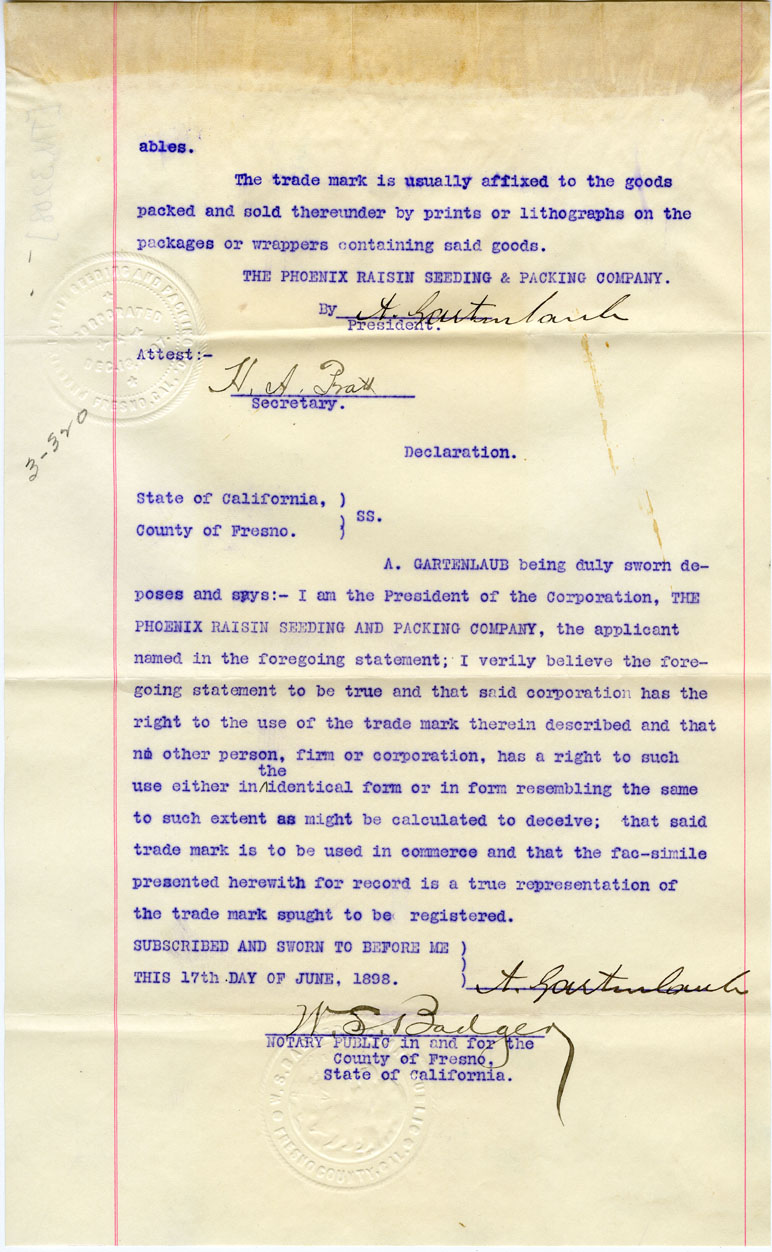 ables.
The trade mark is usually affixed to the goods
packed and sold thereunder by prints or lithographs on the
packages or wrappers containing said goods.
THE PHOENIX RAISIN SEEDING & PACKING COMPANY.
By A. Gartenlaub
President.
Attest:-
H. A. Pratt
Secretary.
3-320
Declaration.
State of California, )
County of Fresno. ) SS.
A. GARTENLAUB being duly sworn de-
poses and says:- I am the President of the Corporation, THE
PHOENIX RAISIN SEEDING AND PACKING COMPANY, the applicant
named in the foregoing statement; I verily believe the fore-
going statement to be true and that said corporation has the
right to the use of the trade mark therein described and that
no other person, firm or corporation, has a right to such
use either in the identical form or in form resembling the same
to such extent as might be calculated to deceive; that said
trade mark is to be used in commerce and that the fac-simile
presented herewith for record is a true representation of
the trade mark spught to be registered.
SUBSCRIBED AND SWORN TO BEFORE ME )
)
THIS 17th.DAY OF JUNE, 1898. ) A. Gartenlaub
W. S. Badger
NOTARY PUBLIC in and for the
County of Fresno,
State of California.
FRESNO, CAL.
FRESNO COUNTY, CAL.